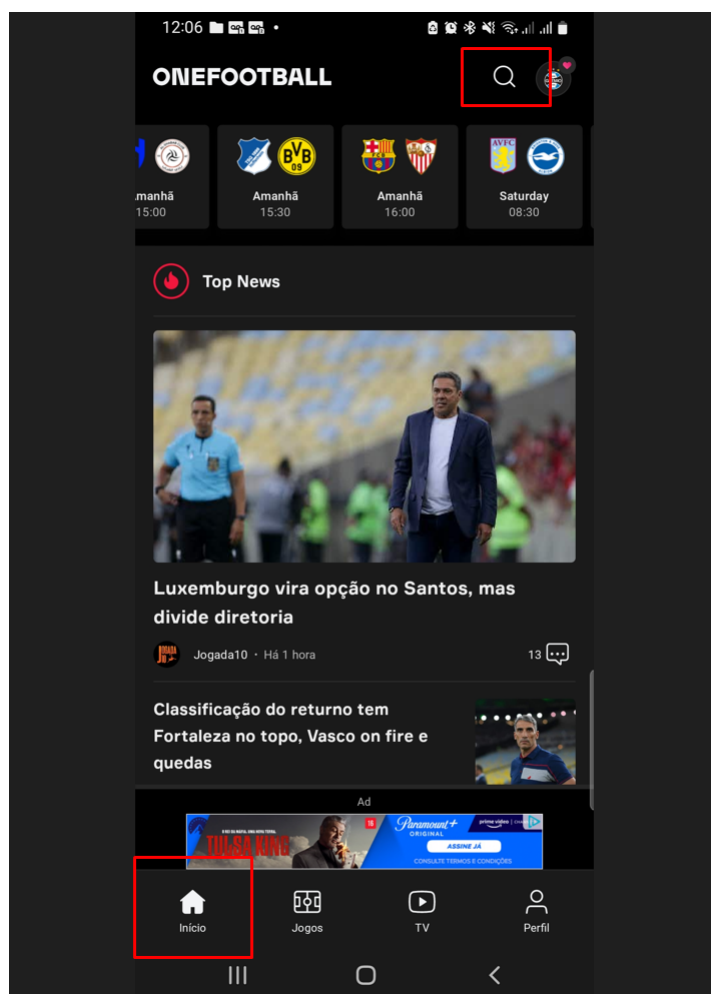 12:06
ONEFOOTBALL
Amanhã
15:30
Amanhã
16:00
Saturday
08:30
manhã
15:00
Top News
Luxemburgo vira opção no Santos, mas
divide diretoria
Jogada10 · Há 1 hora
13
Classificação do returno tem
Fortaleza no topo, Vasco on fire e
quedas
Ad
TULSA KING
16
Paramount+
ORIGINAL
prime video
ASSINE JÁ
CONSULTE TERMOS E CONDIÇÕES
Início
Jogos
TV
Perfil